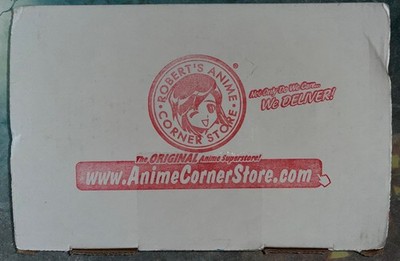 • ROBERT'S ANIME •
CORNER STORE
®
Not Only Do We Care...
We DELIVER!
The ORIGINAL Anime Superstore!
www.AnimeCornerStore.com